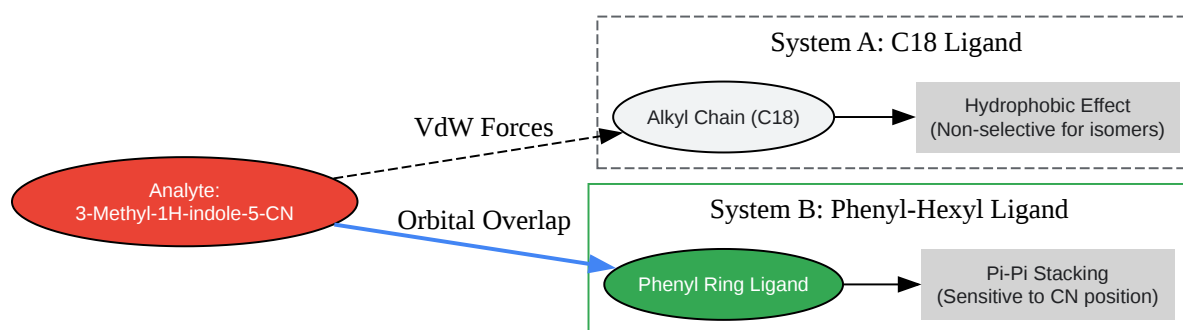 System A: C18 Ligand
VdW Forces
Alkyl Chain (C18)
Hydrophobic Effect
(Non-selective for isomers)
Analyte:
3-Methyl-1H-indole-5-CN
Orbital Overlap
System B: Phenyl-Hexyl Ligand
Phenyl Ring Ligand
Pi-Pi Stacking
(Sensitive to CN position)